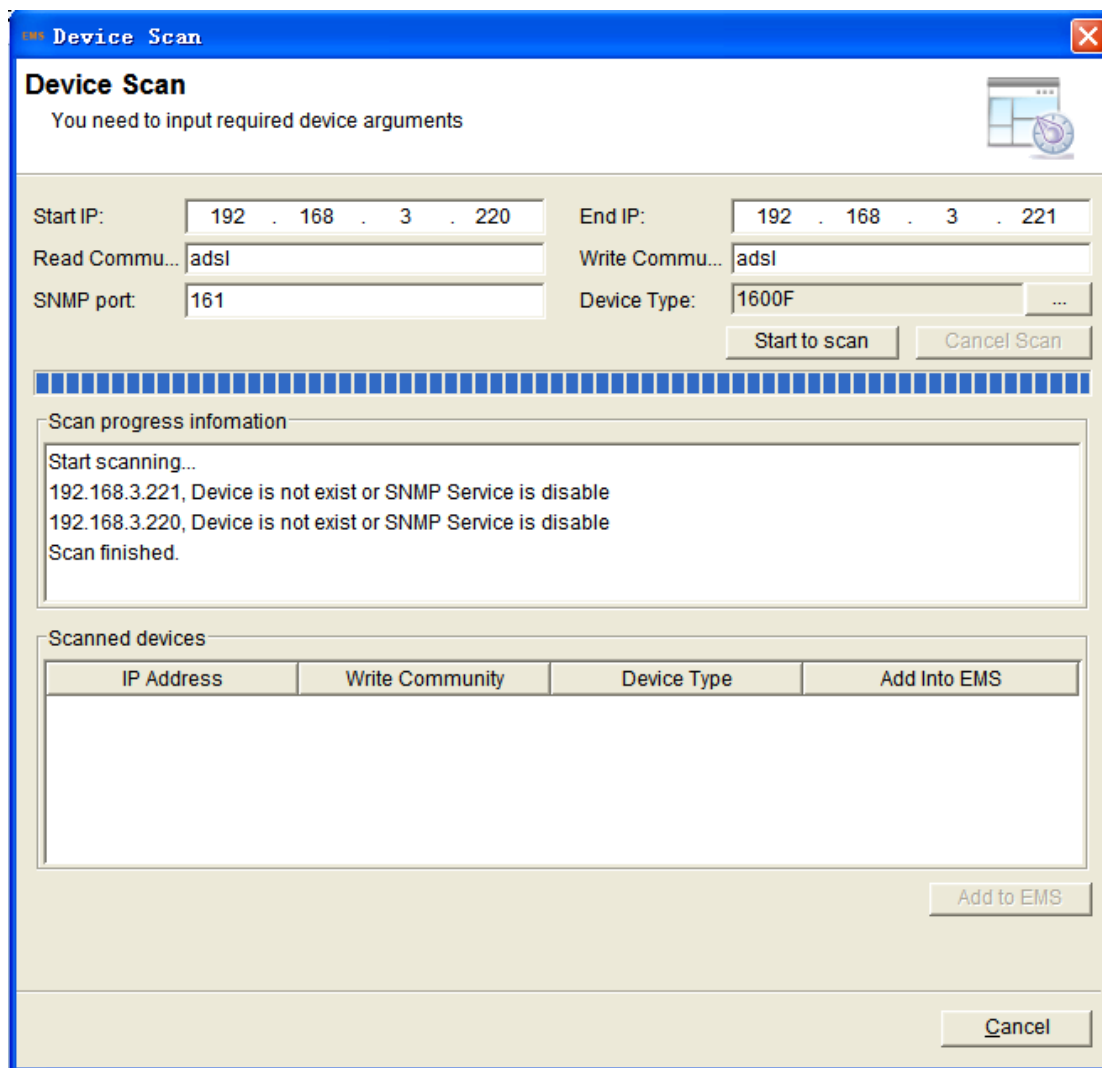 EMS Device Scan
Device Scan
You need to input required device arguments
Start IP: 192 . 168 . 3 . 220 End IP: 192 . 168 . 3 . 221
Read Commu... adsl Write Commu... adsl
SNMP port: 161 Device Type: 1600F ...
Start to scan Cancel Scan
Scan progress infomation
Start scanning...
192.168.3.221, Device is not exist or SNMP Service is disable
192.168.3.220, Device is not exist or SNMP Service is disable
Scan finished.
Scanned devices
IP Address Write Community Device Type Add Into EMS
Add to EMS
Cancel